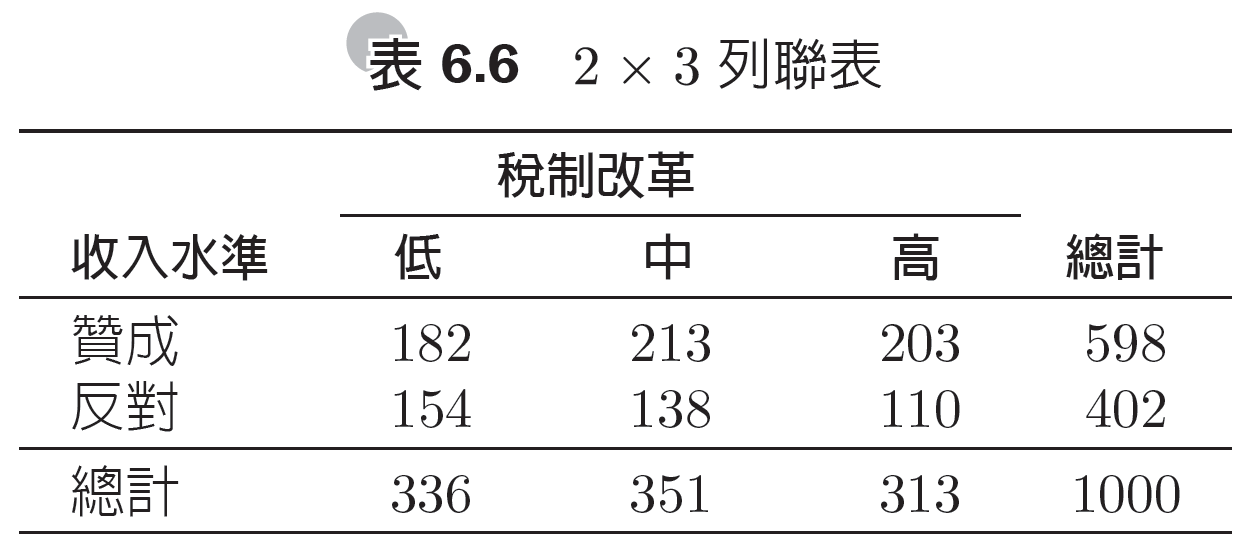 表 6.6 2 × 3 列聯表
稅制改革
收入水準 低 中 高 總計
贊成 182 213 203 598
反對 154 138 110 402
總計 336 351 313 1000